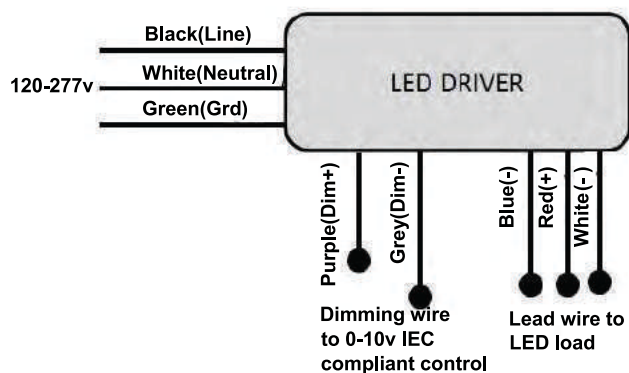 Black(Line)
120-277v
White(Neutral)
Green(Grd)
LED DRIVER
Purple(Dim+)
Grey(Dim-)
Blue(-)
Red(+)
White(-)
Dimming wire
to 0-10v IEC
compliant control
Lead wire to
LED load